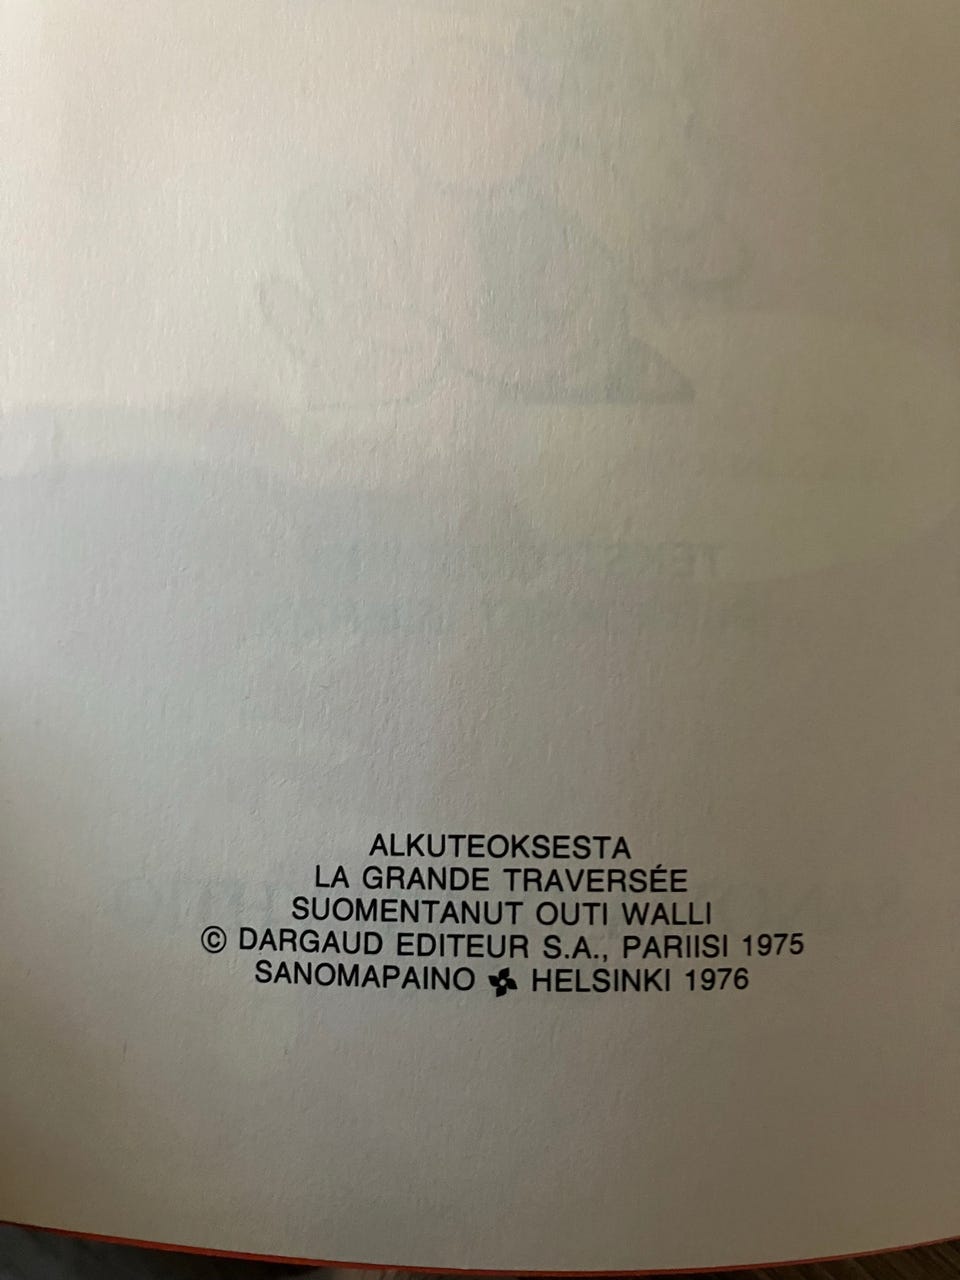 ALKUTEOKSESTA
LA GRANDE TRAVERSÉE
SUOMENTANUT OUTI WALLI
© DARGAUD EDITEUR S.A., PARIISI 1975
SANOMAPAINO HELSINKI 1976